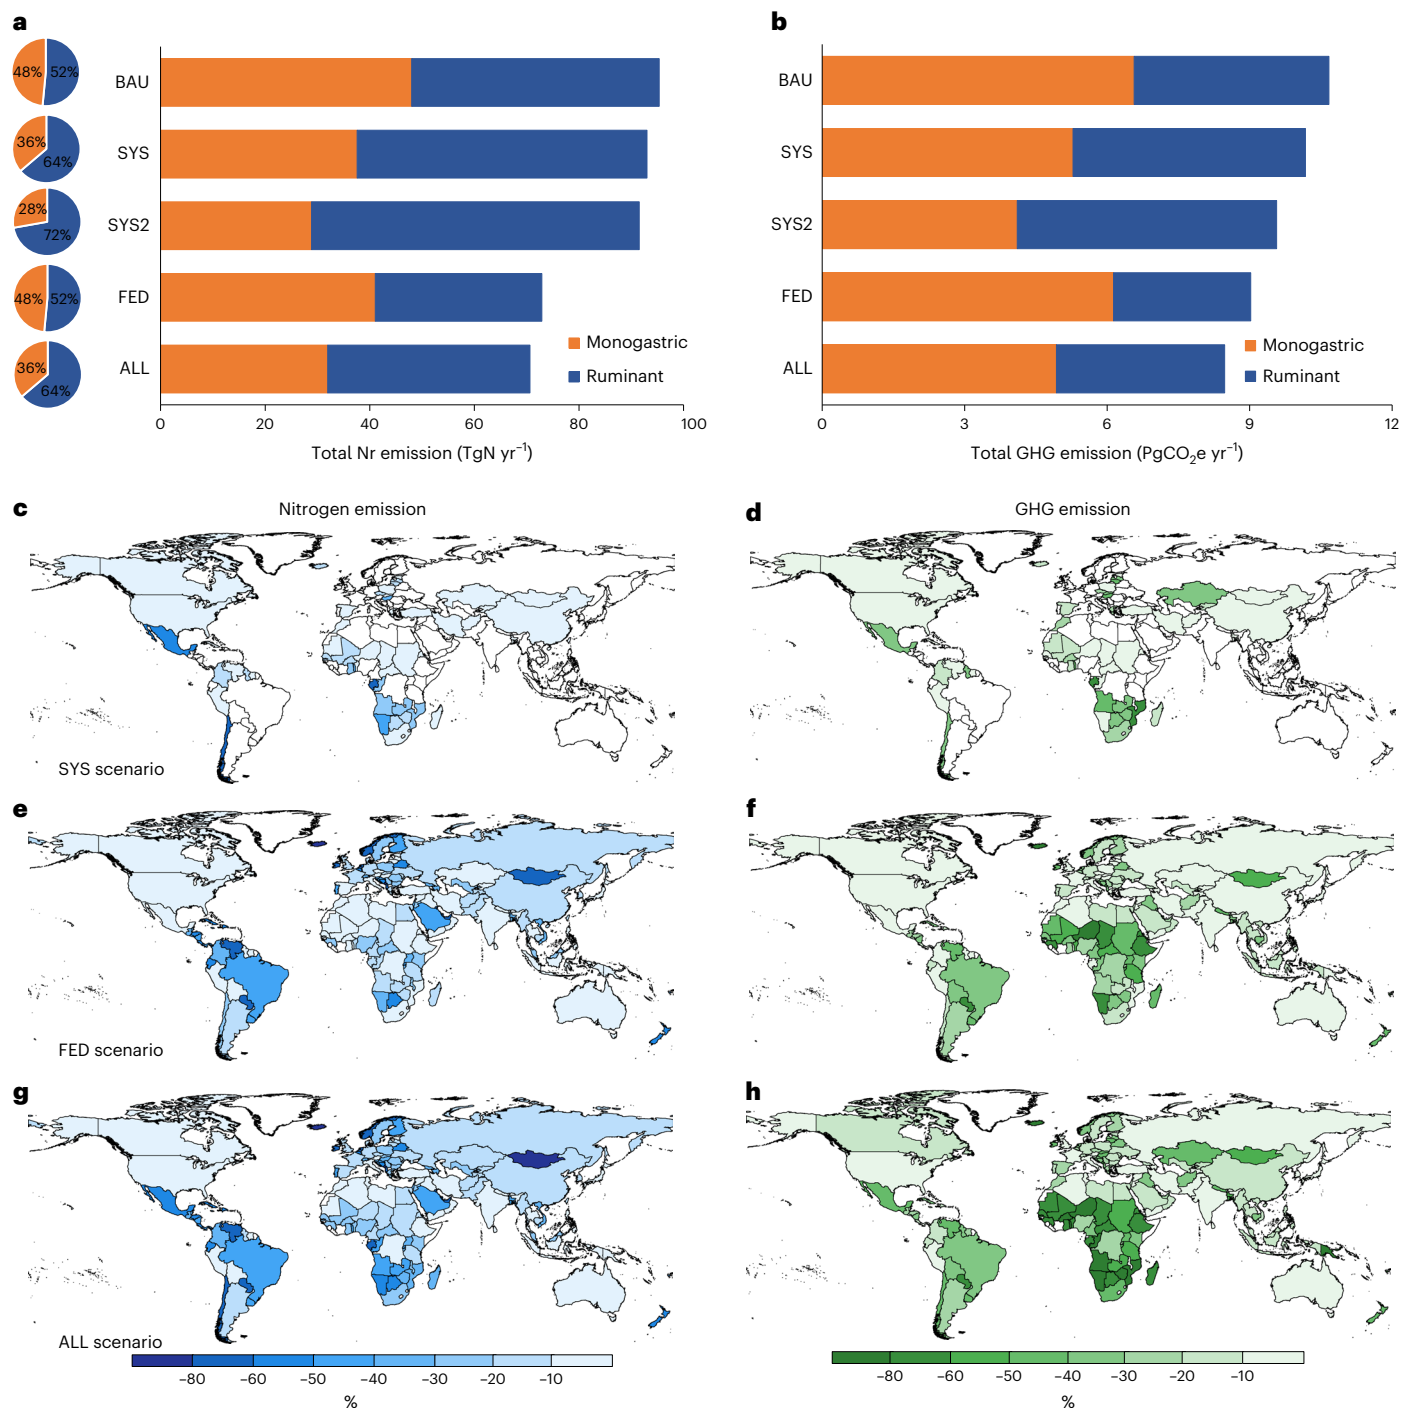 a
48%
52%
36%
64%
28%
72%
48%
52%
36%
64%
BAU
SYS
SYS2
FED
ALL
Monogastric
Ruminant
0 20 40 60 80 100
Total Nr emission (TgN yr⁻¹)
b
BAU
SYS
SYS2
FED
ALL
Monogastric
Ruminant
0 3 6 9 12
Total GHG emission (PgCO₂e yr⁻¹)
c
Nitrogen emission
SYS scenario
d
GHG emission
e
FED scenario
f
g
ALL scenario
−80 −60 −50 −40 −30 −20 −10
%
h
−80 −60 −50 −40 −30 −20 −10
%